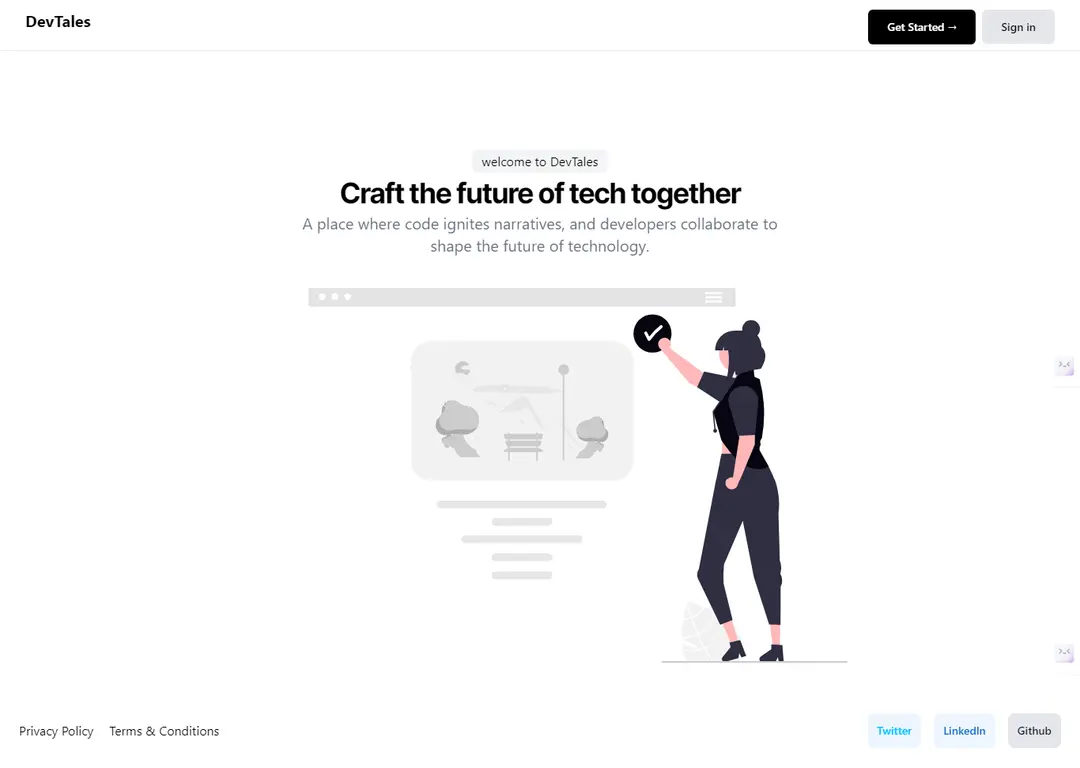 DevTales
Get Started →
Sign in
welcome to DevTales
Craft the future of tech together
A place where code ignites narratives, and developers collaborate to
shape the future of technology.
Privacy Policy
Terms & Conditions
Twitter
LinkedIn
Github